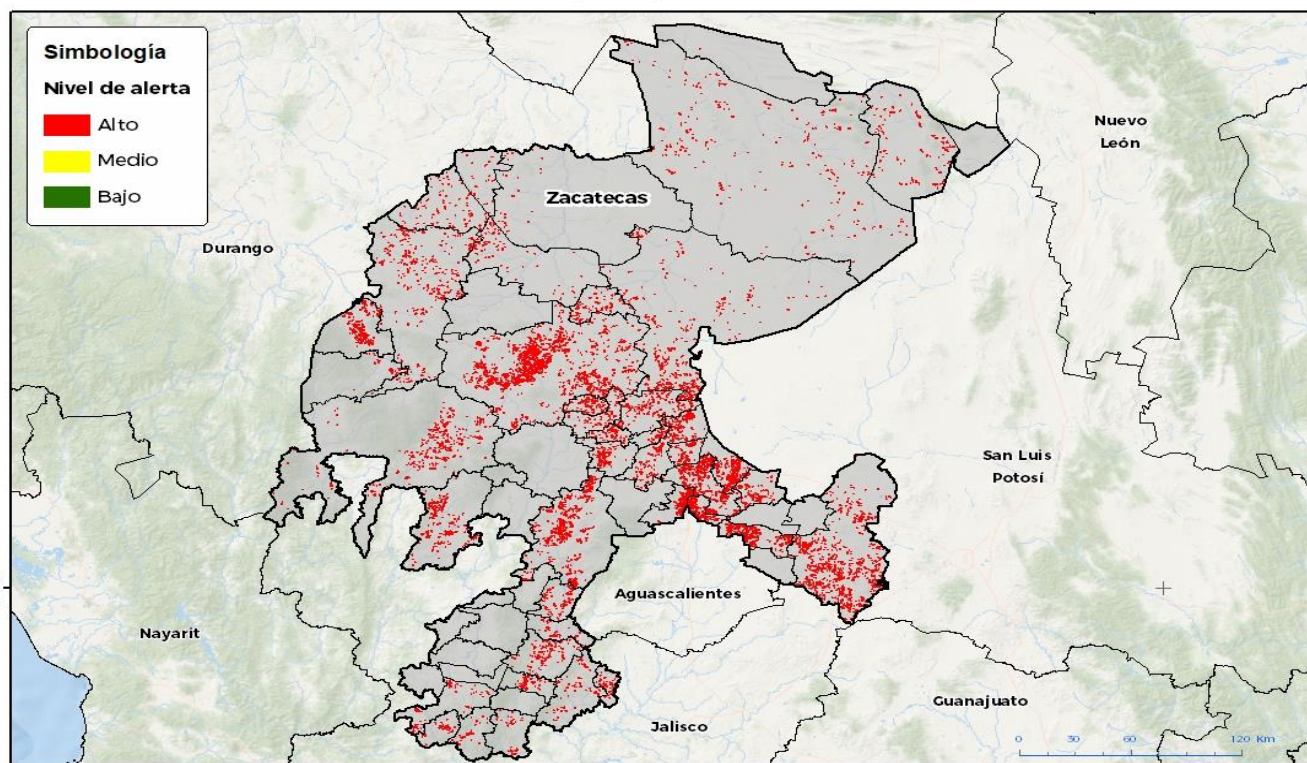 Simbología
Nivel de alerta
Alto
Medio
Bajo
Nuevo
León
Zacatecas
Durango
San Luis
Potosí
Aguascalientes
Nayarit
Guanajuato
Jalisco
0 30 60 120 Km